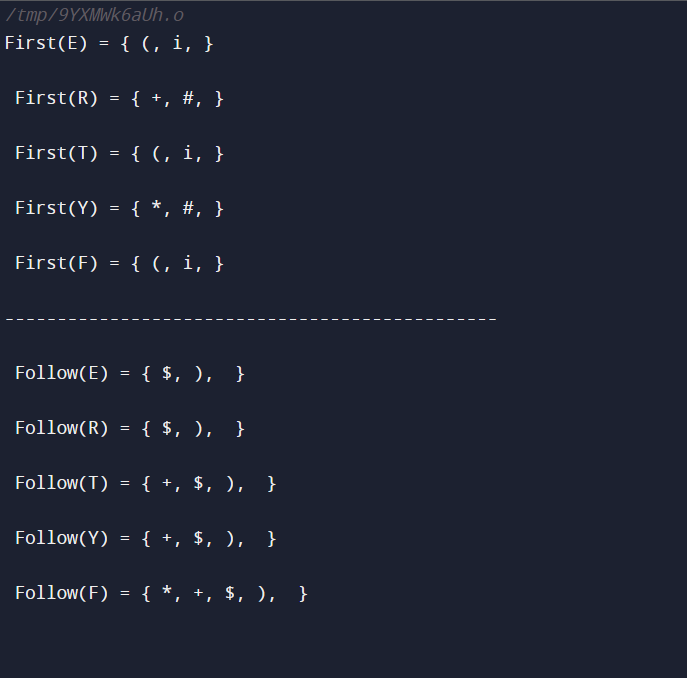 /tmp/9YXMWk6aUh.o
First(E) = { (, i, }
First(R) = { +, #, }
First(T) = { (, i, }
First(Y) = { *, #, }
First(F) = { (, i, }
-----------------------------------------------
Follow(E) = { $, ),  }
Follow(R) = { $, ),  }
Follow(T) = { +, $, ),  }
Follow(Y) = { +, $, ),  }
Follow(F) = { *, +, $, ),  }